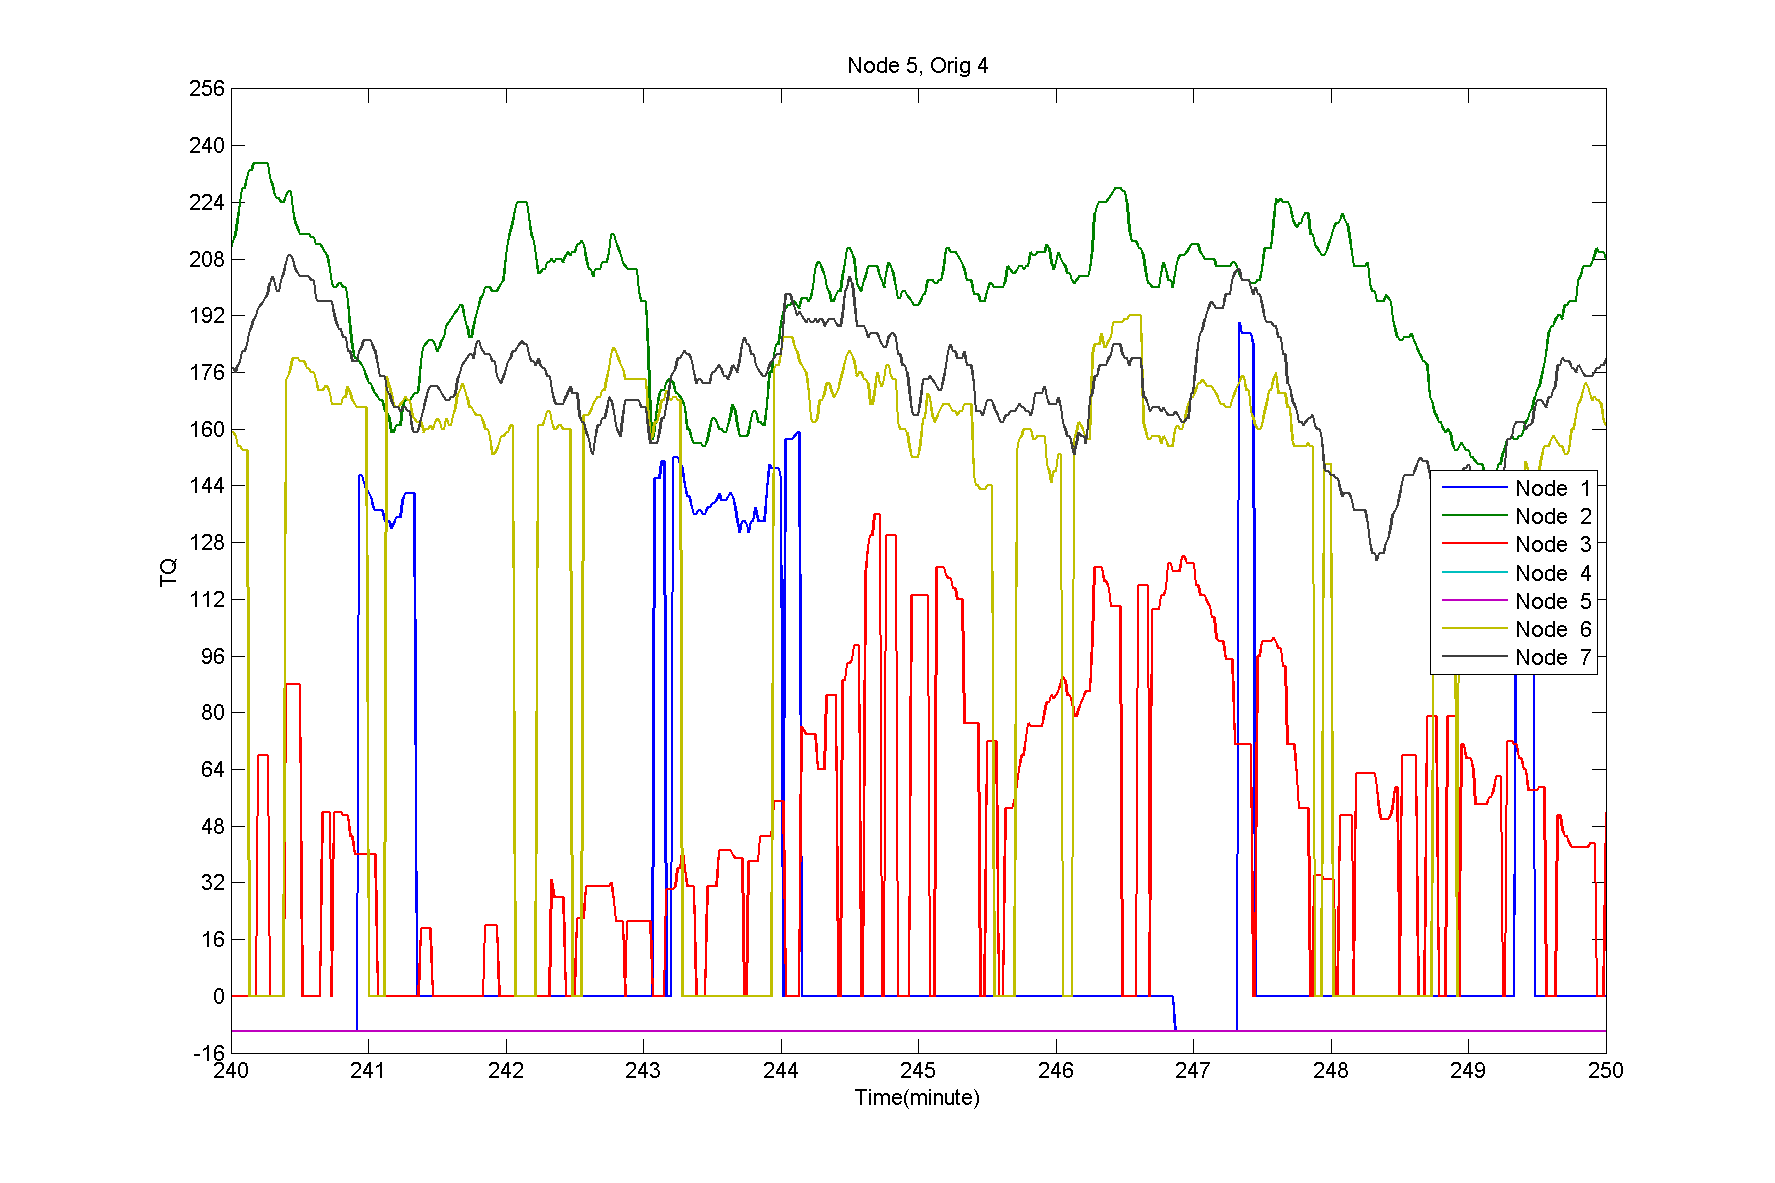 Node 5, Orig 4
256
240
224
208
192
176
160
144
128
112
96
80
64
48
32
16
0
-16
TQ
Node 1
Node 2
Node 3
Node 4
Node 5
Node 6
Node 7
240 241 242 243 244 245 246 247 248 249 250
Time(minute)